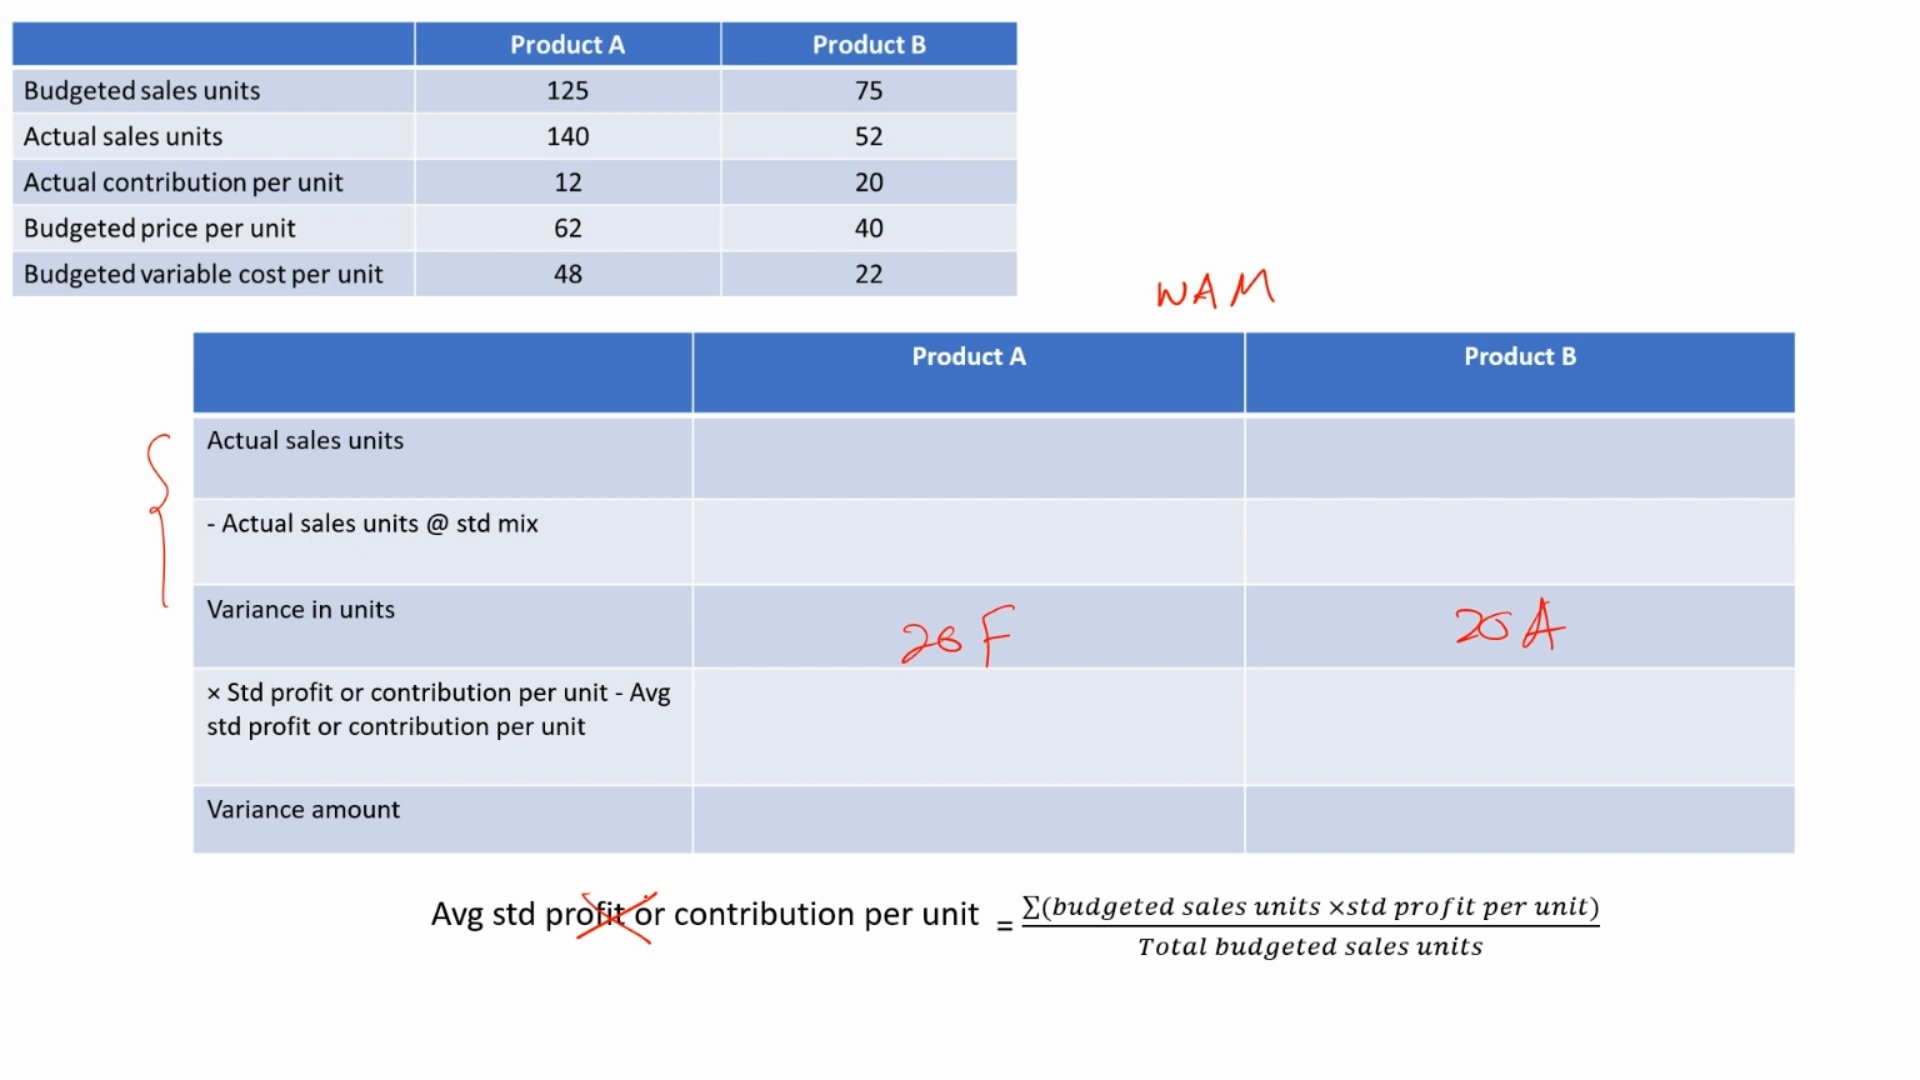 Product A Product B
Budgeted sales units 125 75
Actual sales units 140 52
Actual contribution per unit 12 20
Budgeted price per unit 62 40
Budgeted variable cost per unit 48 22
WAM
Product A Product B
Actual sales units
- Actual sales units @ std mix
Variance in units 20 F 20 A
× Std profit or contribution per unit - Avg
std profit or contribution per unit
Variance amount
Avg std profit or contribution per unit = ∑(budgeted sales units ×std profit per unit)
Total budgeted sales units